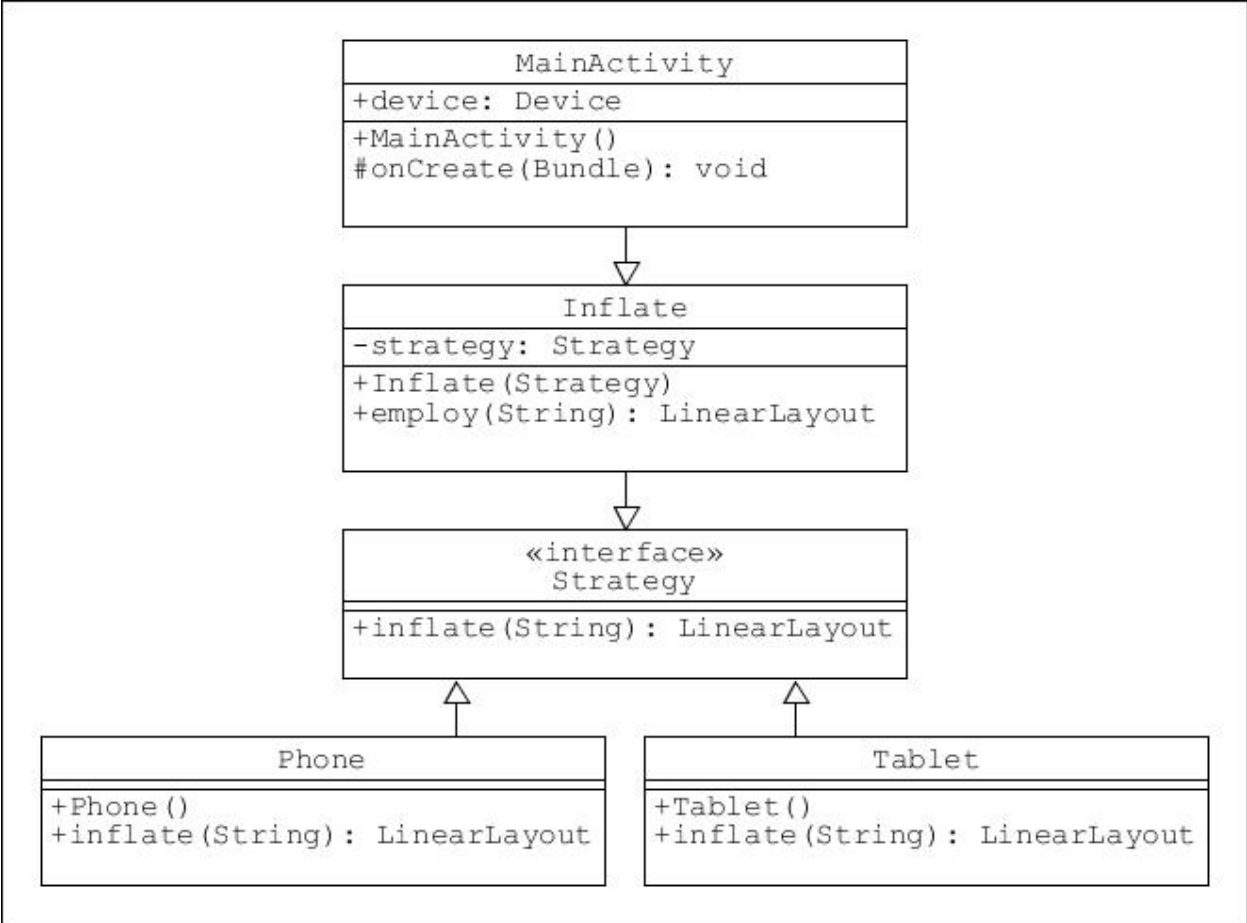 MainActivity
+device: Device
+MainActivity()
#onCreate(Bundle): void
Inflate
-strategy: Strategy
+Inflate(Strategy)
+employ(String): LinearLayout
«interface»
Strategy
+inflate(String): LinearLayout
Phone
+Phone()
+inflate(String): LinearLayout
Tablet
+Tablet()
+inflate(String): LinearLayout